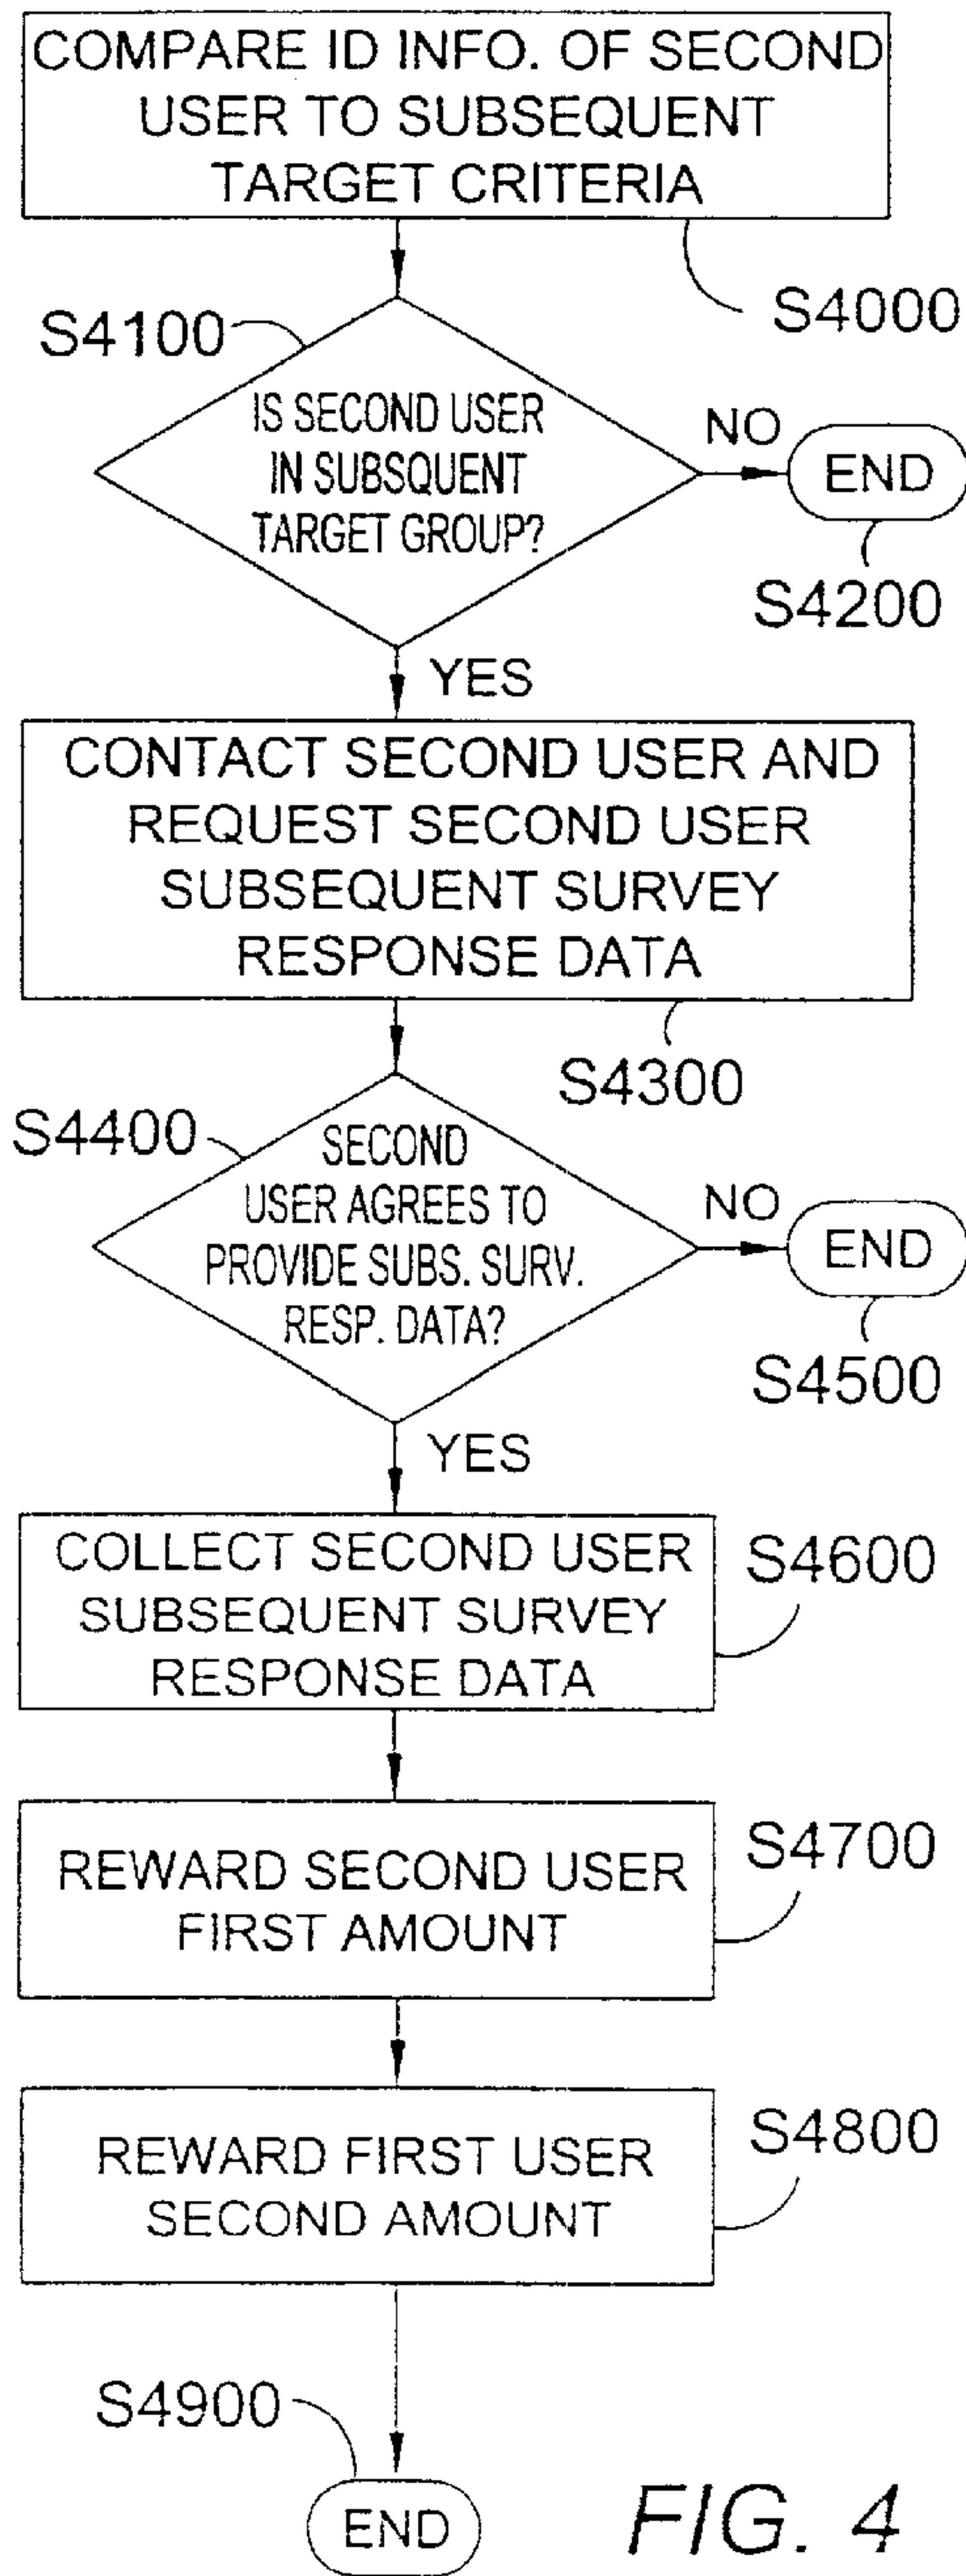 COMPARE ID INFO. OF SECOND
USER TO SUBSEQUENT
TARGET CRITERIA
S4000
S4100
IS SECOND USER
IN SUBSQUENT
TARGET GROUP?
NO
END
S4200
YES
CONTACT SECOND USER AND
REQUEST SECOND USER
SUBSEQUENT SURVEY
RESPONSE DATA
S4300
S4400
SECOND
USER AGREES TO
PROVIDE SUBS. SURV.
RESP. DATA?
NO
END
S4500
YES
COLLECT SECOND USER
SUBSEQUENT SURVEY
RESPONSE DATA
S4600
REWARD SECOND USER
FIRST AMOUNT
S4700
REWARD FIRST USER
SECOND AMOUNT
S4800
S4900
END
FIG. 4